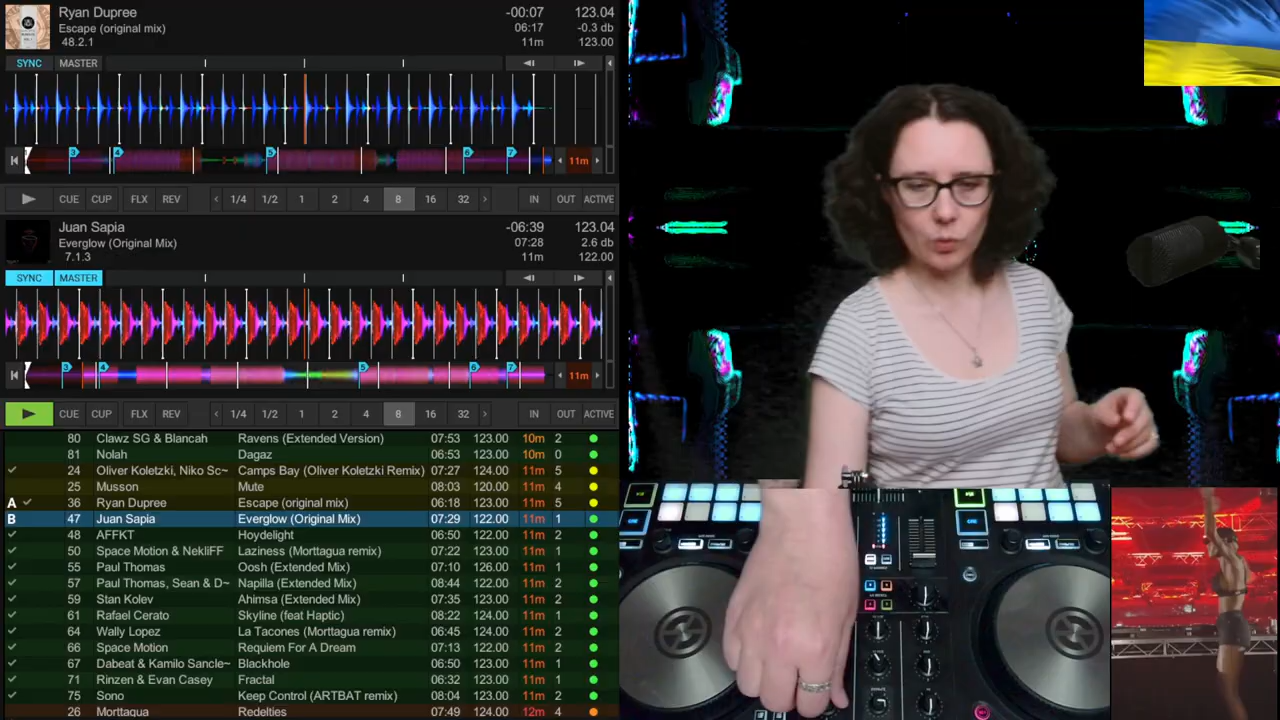 Ryan Dupree -00:07 123.04
Escape (original mix) 06:17 -0.3 db
48.2.1 11m 123.00
SYNC MASTER
3 4 5 6 7 11m
CUE CUP FLX REV 1/4 1/2 1 2 4 8 16 32 IN OUT ACTIVE
Juan Sapia -06:39 123.04
Everglow (Original Mix) 07:28 2.6 db
7.1.3 11m 122.00
SYNC MASTER
3 4 5 6 7 11m
CUE CUP FLX REV 1/4 1/2 1 2 4 8 16 32 IN OUT ACTIVE
80 Clawz SG & Blancah Ravens (Extended Version) 07:53 123.00 10m 2
81 Nolah Dagaz 06:53 123.00 10m 0
24 Oliver Koletzki, Niko Sc~ Camps Bay (Oliver Koletzki Remix) 07:27 124.00 11m 5
25 Musson Mute 08:03 120.00 11m 4
A 36 Ryan Dupree Escape (original mix) 06:18 123.00 11m 5
B 47 Juan Sapia Everglow (Original Mix) 07:29 122.00 11m 1
48 AFFKT Hoydelight 06:50 122.00 11m 2
50 Space Motion & NekliFF Laziness (Morttagua remix) 07:22 123.00 11m 1
55 Paul Thomas Oosh (Extended Mix) 07:10 126.00 11m 1
57 Paul Thomas, Sean & D~ Napilla (Extended Mix) 08:44 122.00 11m 2
59 Stan Kolev Ahimsa (Extended Mix) 07:35 122.00 11m 1
61 Rafael Cerato Skyline (feat Haptic) 08:22 124.00 11m 1
64 Wally Lopez La Tacones (Morttagua remix) 06:45 124.00 11m 2
66 Space Motion Requiem For A Dream 07:13 122.00 11m 2
67 Dabeat & Kamilo Sancle~ Blackhole 06:50 123.00 11m 1
71 Rinzen & Evan Casey Fractal 06:32 123.00 11m 1
75 Sono Keep Control (ARTBAT remix) 08:04 123.00 11m 2
26 Morttagua Redelties 07:49 124.00 12m 4